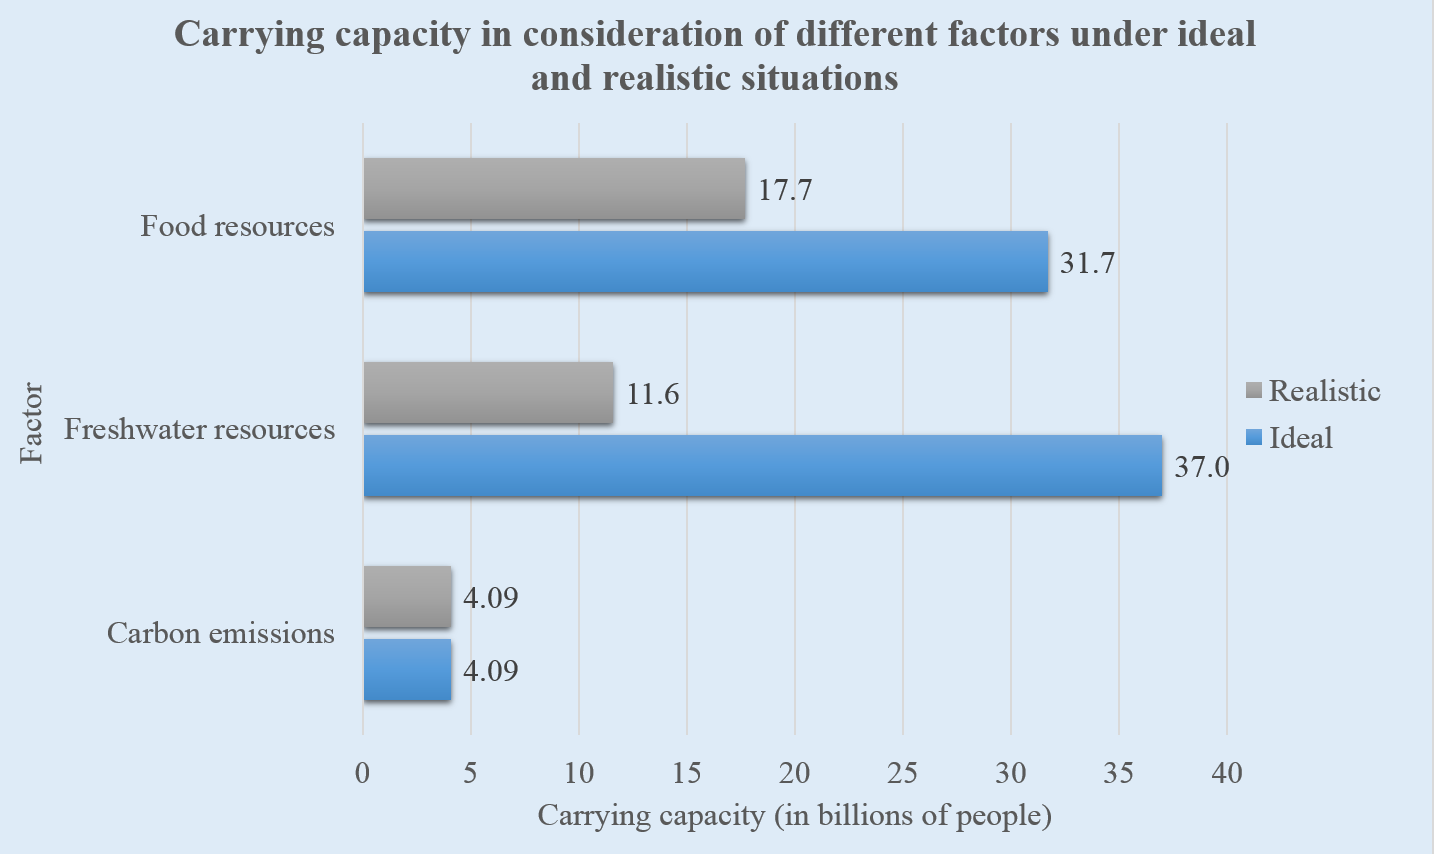 Carrying capacity in consideration of different factors under ideal
and realistic situations
Food resources
17.7
31.7
Factor
Freshwater resources
11.6
37.0
Realistic
Ideal
Carbon emissions
4.09
4.09
0 5 10 15 20 25 30 35 40
Carrying capacity (in billions of people)